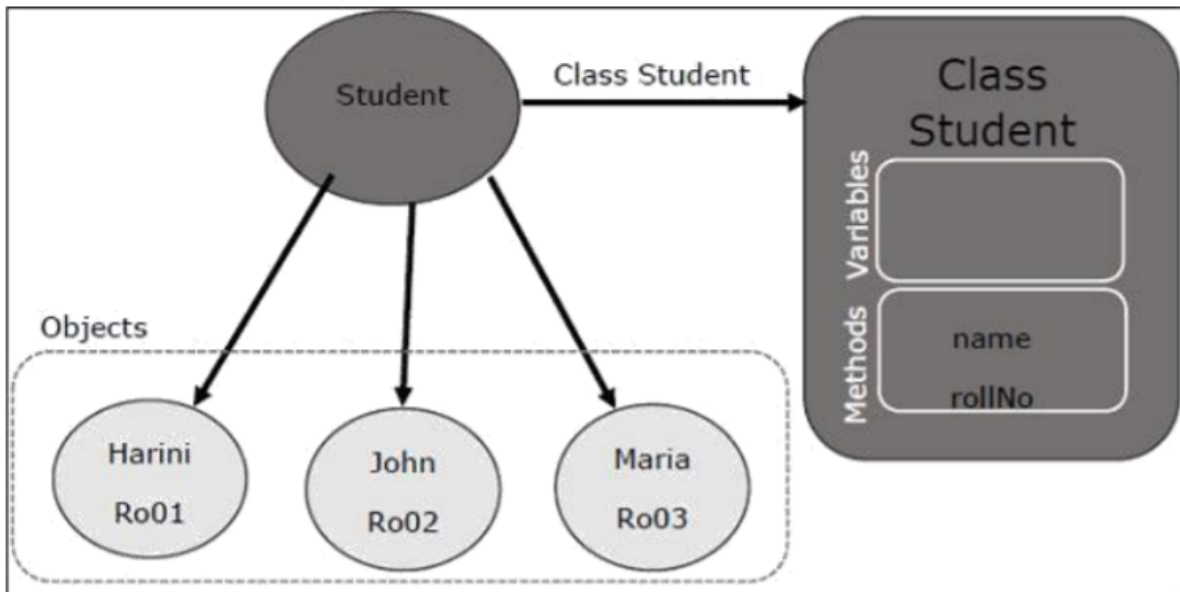 Student
Class Student
Class
Student
Variables
Methods
name
rollNo
Objects
Harini
Ro01
John
Ro02
Maria
Ro03